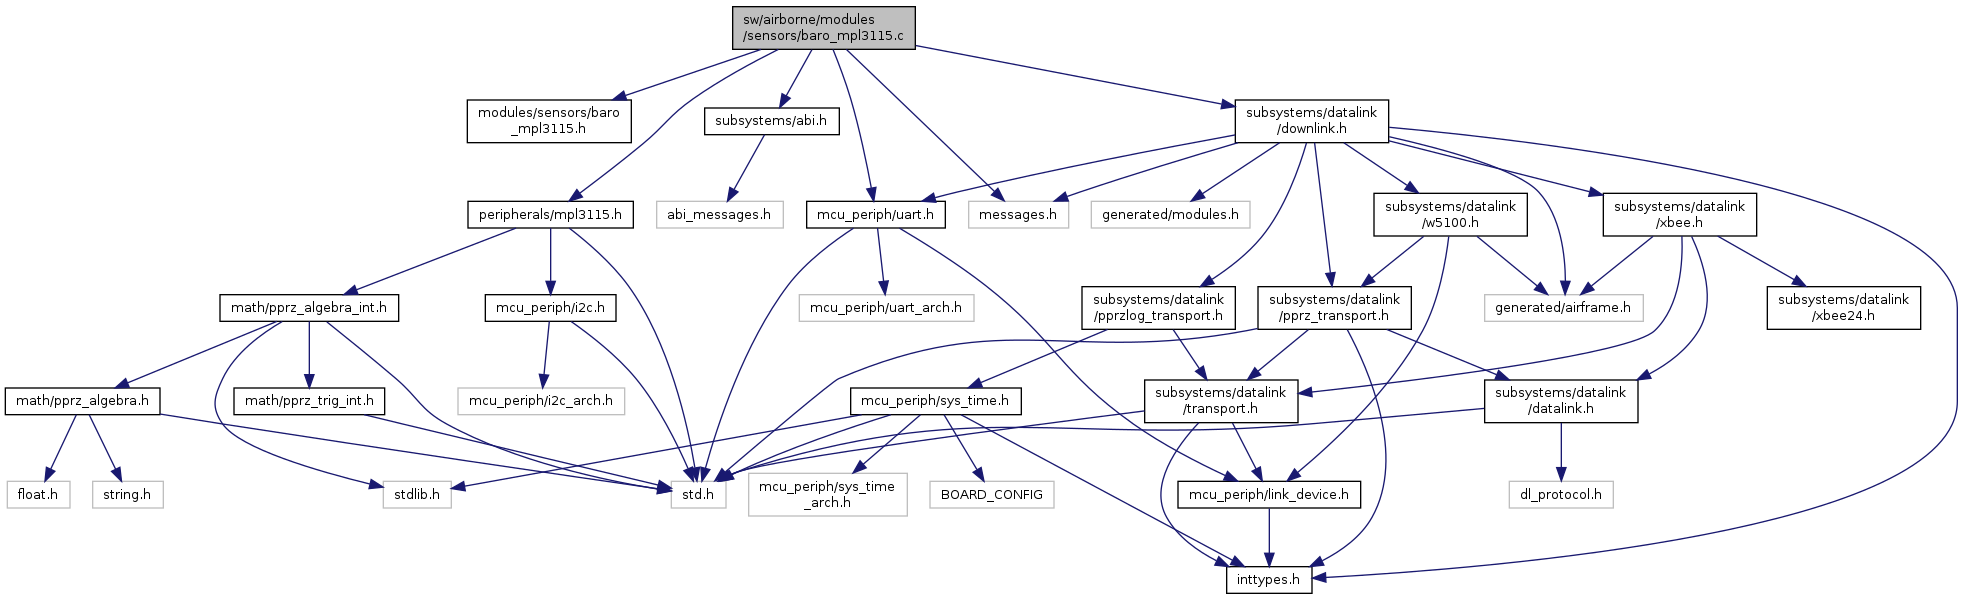 sw/airborne/modules
/sensors/baro_mpl3115.c
modules/sensors/baro
_mpl3115.h
subsystems/abi.h
subsystems/datalink
/downlink.h
peripherals/mpl3115.h
abi_messages.h
mcu_periph/uart.h
messages.h
generated/modules.h
subsystems/datalink
/w5100.h
subsystems/datalink
/xbee.h
math/pprz_algebra_int.h
mcu_periph/i2c.h
mcu_periph/uart_arch.h
subsystems/datalink
/pprzlog_transport.h
subsystems/datalink
/pprz_transport.h
generated/airframe.h
subsystems/datalink
/xbee24.h
math/pprz_algebra.h
math/pprz_trig_int.h
mcu_periph/i2c_arch.h
mcu_periph/sys_time.h
subsystems/datalink
/transport.h
subsystems/datalink
/datalink.h
float.h
string.h
stdlib.h
std.h
mcu_periph/sys_time
_arch.h
BOARD_CONFIG
mcu_periph/link_device.h
dl_protocol.h
inttypes.h